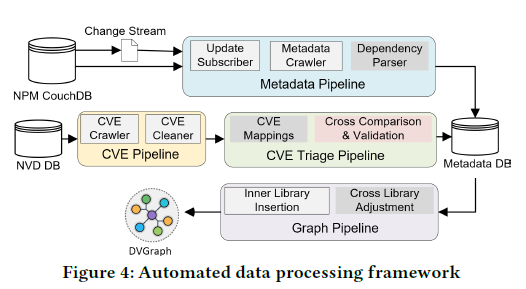 Change Stream
NPM CouchDB
Update
Subscriber
Metadata
Crawler
Dependency
Parser
Metadata Pipeline
NVD DB
CVE
Crawler
CVE
Cleaner
CVE Pipeline
CVE
Mappings
Cross Comparison
& Validation
CVE Triage Pipeline
Metadata DB
Inner Library
Insertion
Cross Library
Adjustment
Graph Pipeline
DVGraph
Figure 4: Automated data processing framework